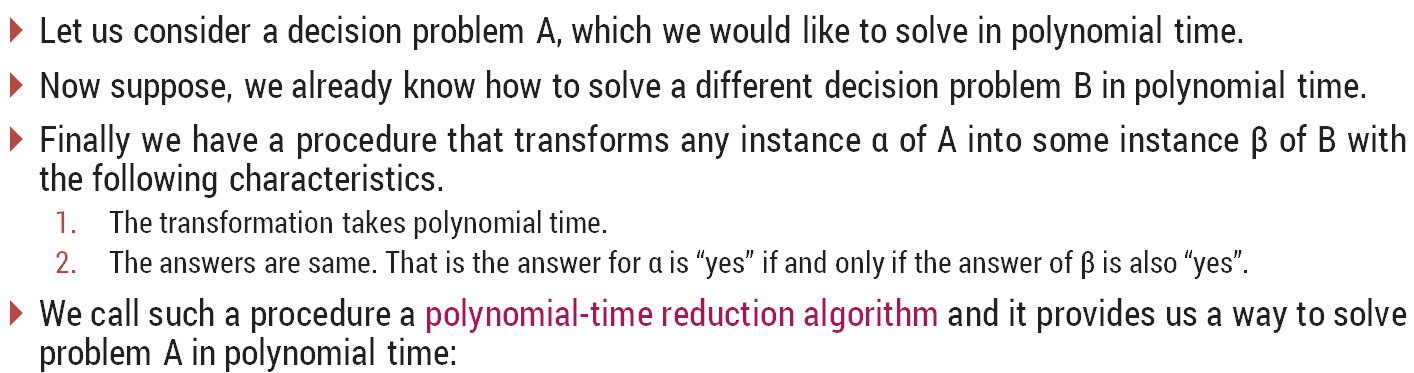 Let us consider a decision problem A, which we would like to solve in polynomial time.
Now suppose, we already know how to solve a different decision problem B in polynomial time.
Finally we have a procedure that transforms any instance α of A into some instance β of B with
the following characteristics.
1. The transformation takes polynomial time.
2. The answers are same. That is the answer for α is “yes” if and only if the answer of β is also “yes”.
We call such a procedure a polynomial-time reduction algorithm and it provides us a way to solve
problem A in polynomial time: